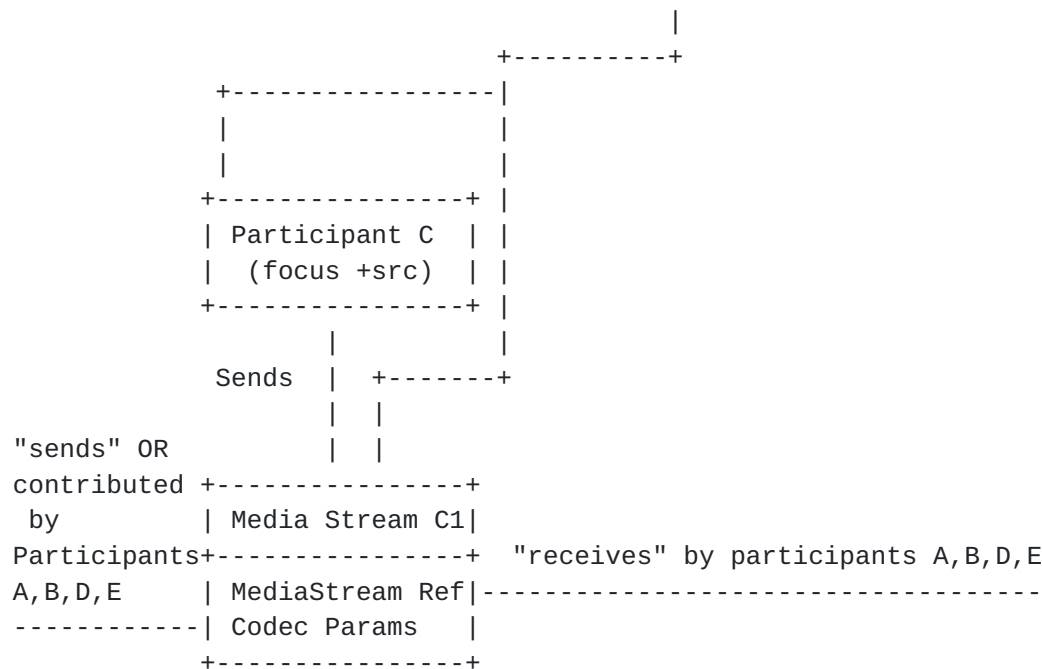 Participant C
(focus +src)
Sends
"sends" OR
contributed
by
Media Stream C1
Participants
"receives" by participants A,B,D,E
A,B,D,E
MediaStream Ref
Codec Params